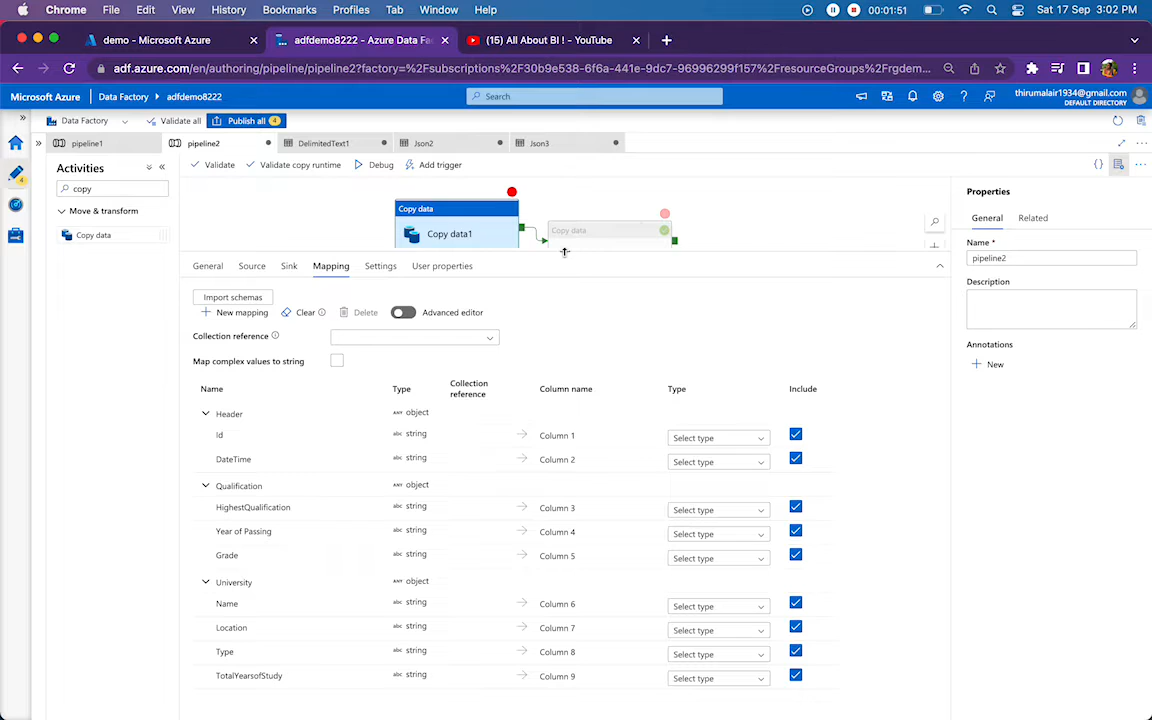 Chrome File Edit View History Bookmarks Profiles Tab Window Help 00:01:51 Sat 17 Sep 3:02 PM
demo - Microsoft Azure adfdemo8222 - Azure Data Fa (15) All About BI ! - YouTube
adf.azure.com/en/authoring/pipeline/pipeline2?factory=%2Fsubscriptions%2F30b9e538-6f6a-441e-9dc7-96996299f157%2FresourceGroups%2Frgdem...
Microsoft Azure Data Factory adfdemo8222 Search thirumalair1934@gmail.com
DEFAULT DIRECTORY
Data Factory Validate all Publish all 4
pipeline1 pipeline2 DelimitedText1 Json2 Json3
Activities
Validate Validate copy runtime Debug Add trigger
copy
Move & transform
Copy data
Copy data
Copy data1
Copy data
General Source Sink Mapping Settings User properties
Import schemas
New mapping Clear Delete Advanced editor
Collection reference
Map complex values to string
Name Type Collection reference Column name Type Include
Header object
Id string Column 1 Select type
DateTime string Column 2 Select type
Qualification object
HighestQualification string Column 3 Select type
Year of Passing string Column 4 Select type
Grade string Column 5 Select type
University object
Name string Column 6 Select type
Location string Column 7 Select type
Type string Column 8 Select type
TotalYearsofStudy string Column 9 Select type
Properties
General Related
Name *
pipeline2
Description
Annotations
New